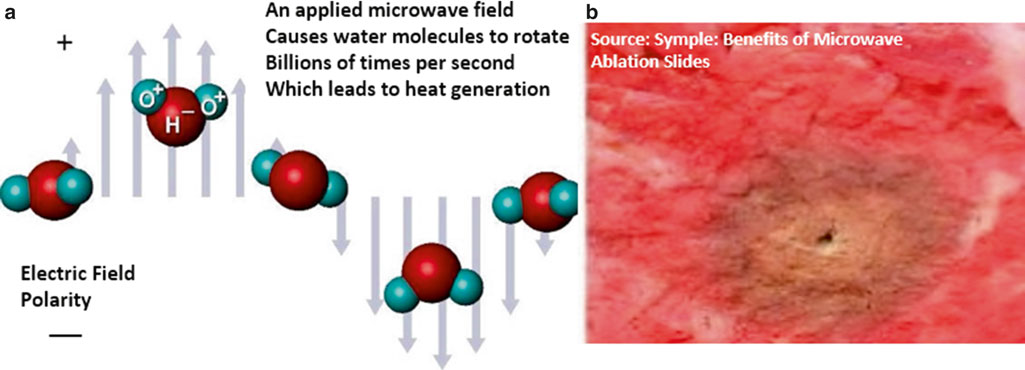 a
+
An applied microwave field
Causes water molecules to rotate
Billions of times per second
Which leads to heat generation
O+
O+
H−
Electric Field
Polarity
—
b
Source: Symple: Benefits of Microwave
Ablation Slides